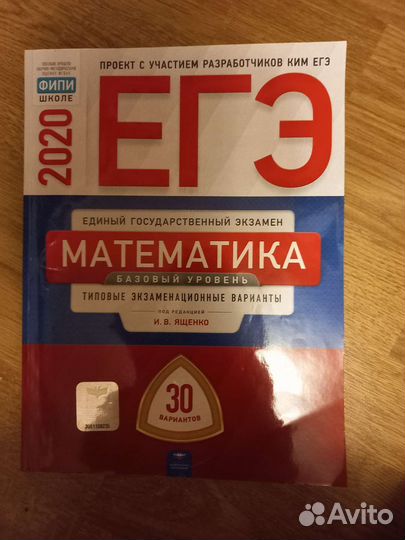 ПРОЕКТ С УЧАСТИЕМ РАЗРАБОТЧИКОВ КИМ ЕГЭ
ФИПИ
ШКОЛЕ
2020
ЕГЭ
ЕДИНЫЙ ГОСУДАРСТВЕННЫЙ ЭКЗАМЕН
МАТЕМАТИКА
БАЗОВЫЙ УРОВЕНЬ
ТИПОВЫЕ ЭКЗАМЕНАЦИОННЫЕ ВАРИАНТЫ
ПОД РЕДАКЦИЕЙ
И. В. ЯЩЕНКО
30
ВАРИАНТОВ
Avito